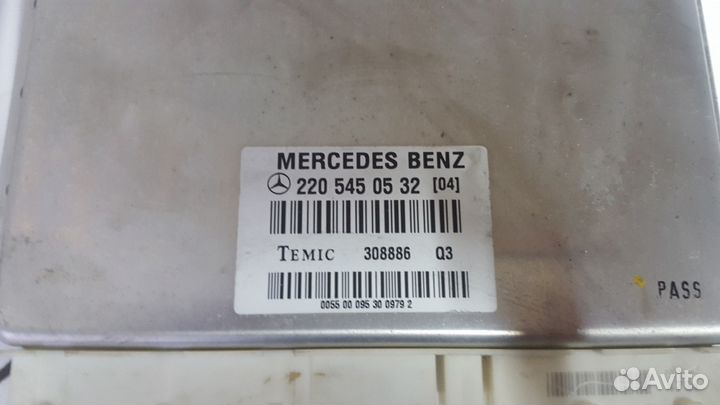 MERCEDES BENZ
220 545 05 32 [04]
TEMIC 308886 Q3
0055 00 095 30 0979 2
PASS
Avito